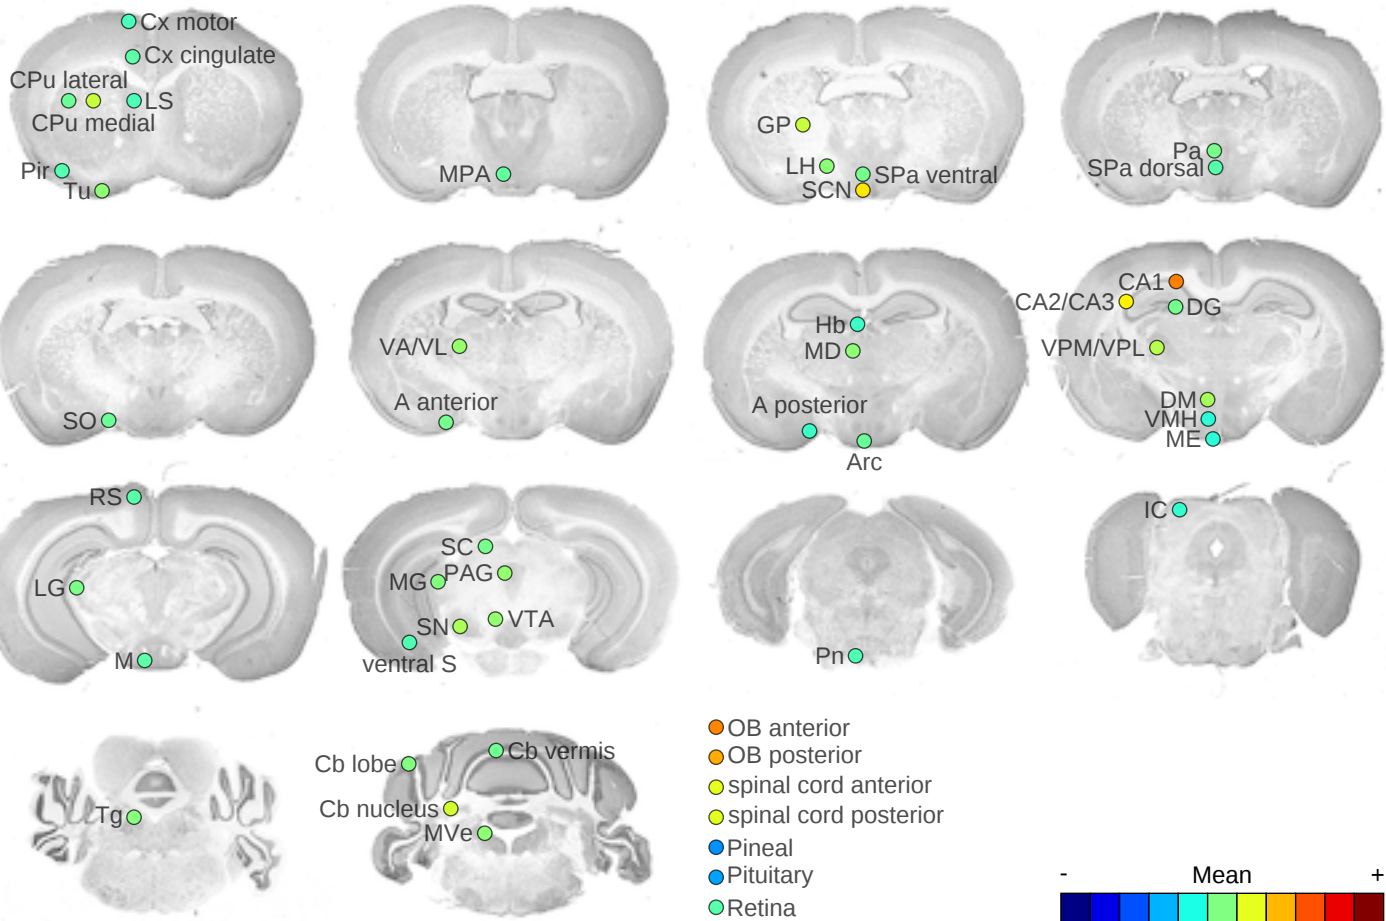 Cx motor
Cx cingulate
CPu lateral
LS
CPu medial
Pir
Tu
MPA
GP
LH
SPa ventral
SCN
Pa
SPa dorsal
SO
VA/VL
A anterior
Hb
MD
A posterior
Arc
CA1
CA2/CA3
DG
VPM/VPL
DM
VMH
ME
RS
LG
M
SC
MG
PAG
SN
VTA
ventral S
Pn
IC
Tg
Cb lobe
Cb vermis
Cb nucleus
MVe
OB anterior
OB posterior
spinal cord anterior
spinal cord posterior
Pineal
Pituitary
Retina
- Mean +